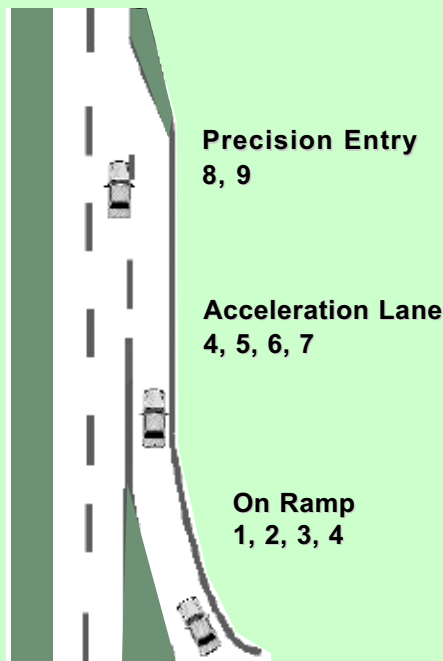 Precision Entry
8, 9
Acceleration Lane
4, 5, 6, 7
On Ramp
1, 2, 3, 4